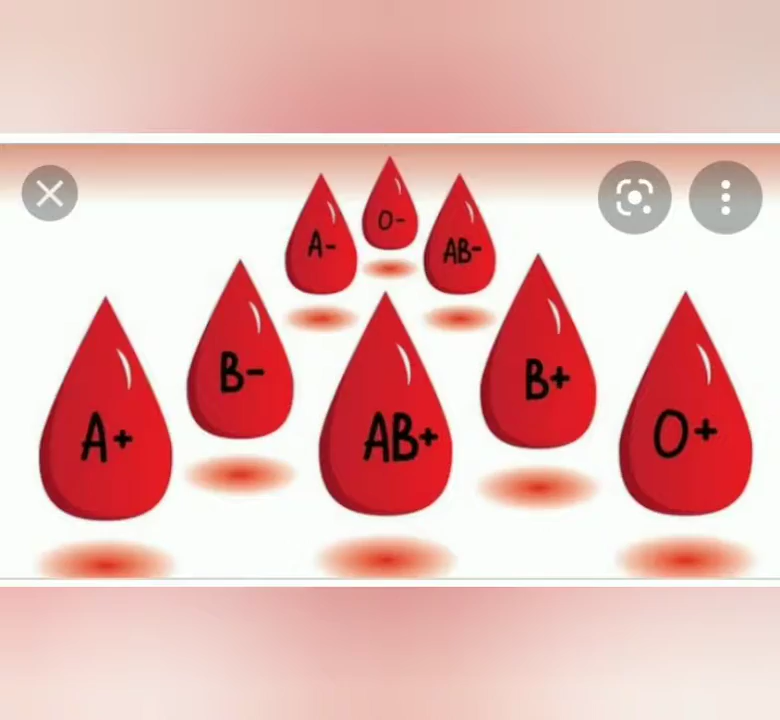 O-
A- AB-
B- B+
A+ AB+ O+